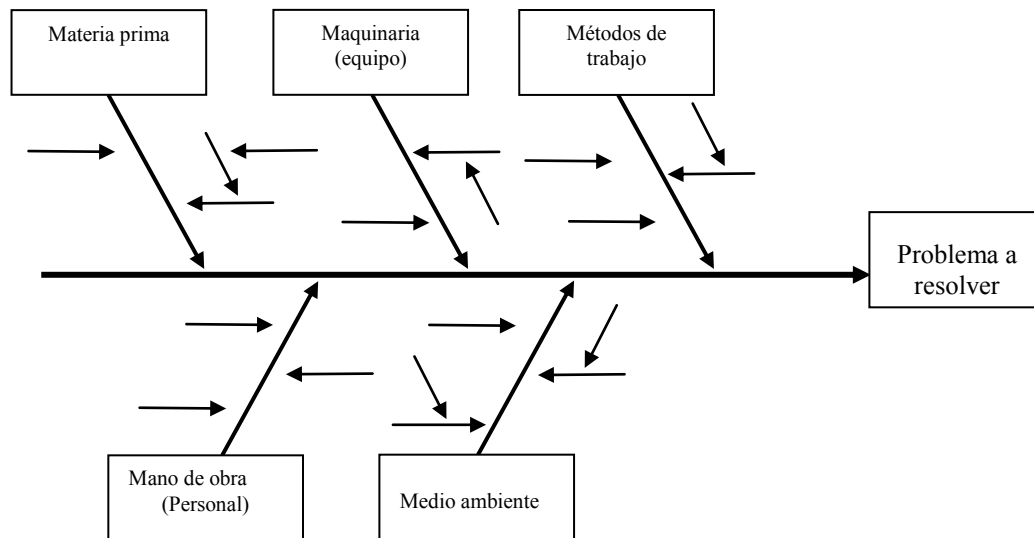 Materia prima
Maquinaria
(equipo)
Métodos de
trabajo
Problema a
resolver
Mano de obra
(Personal)
Medio ambiente